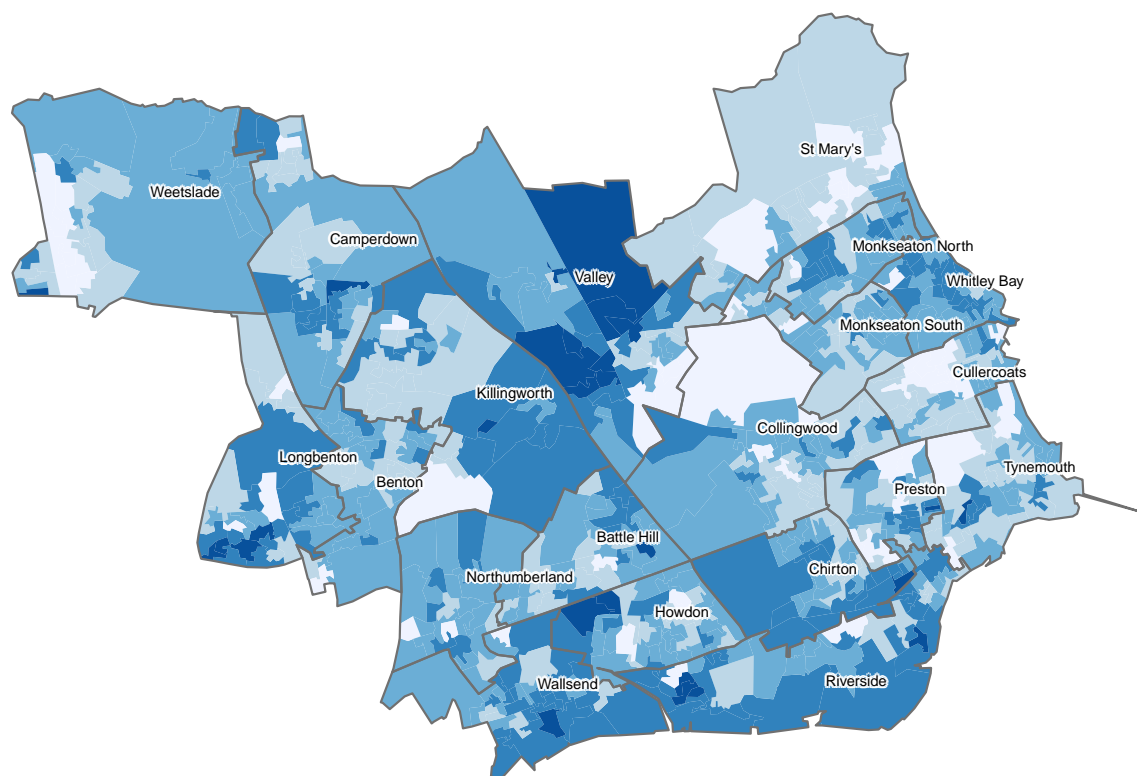 St Mary's
Weetslade
Camperdown
Monkseaton North
Valley
Whitley Bay
Monkseaton South
Cullercoats
Killingworth
Collingwood
Longbenton
Tynemouth
Benton
Preston
Battle Hill
Chirton
Northumberland
Howdon
Riverside
Wallsend